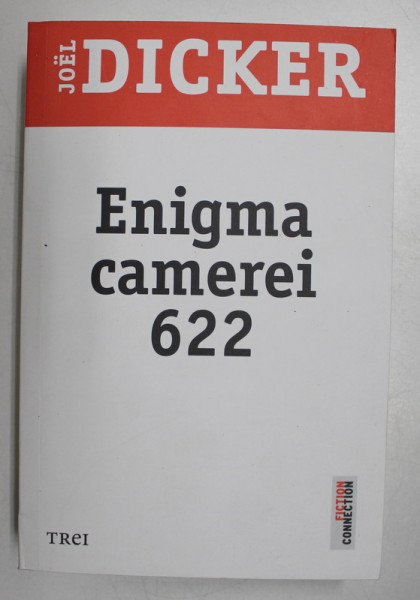 JOËL
DICKER
Enigma
camerei
622
FICTION
CONNECTION
TREI